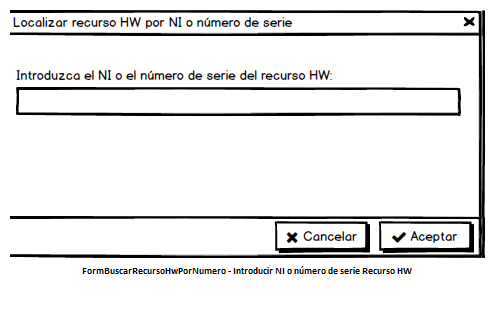 Localizar recurso HW por NI o número de serie
Introduzca el NI o el número de serie del recurso HW:
Cancelar
Aceptar
FormBuscarRecursoHwPorNumero - Introducir NI o número de serie Recurso HW